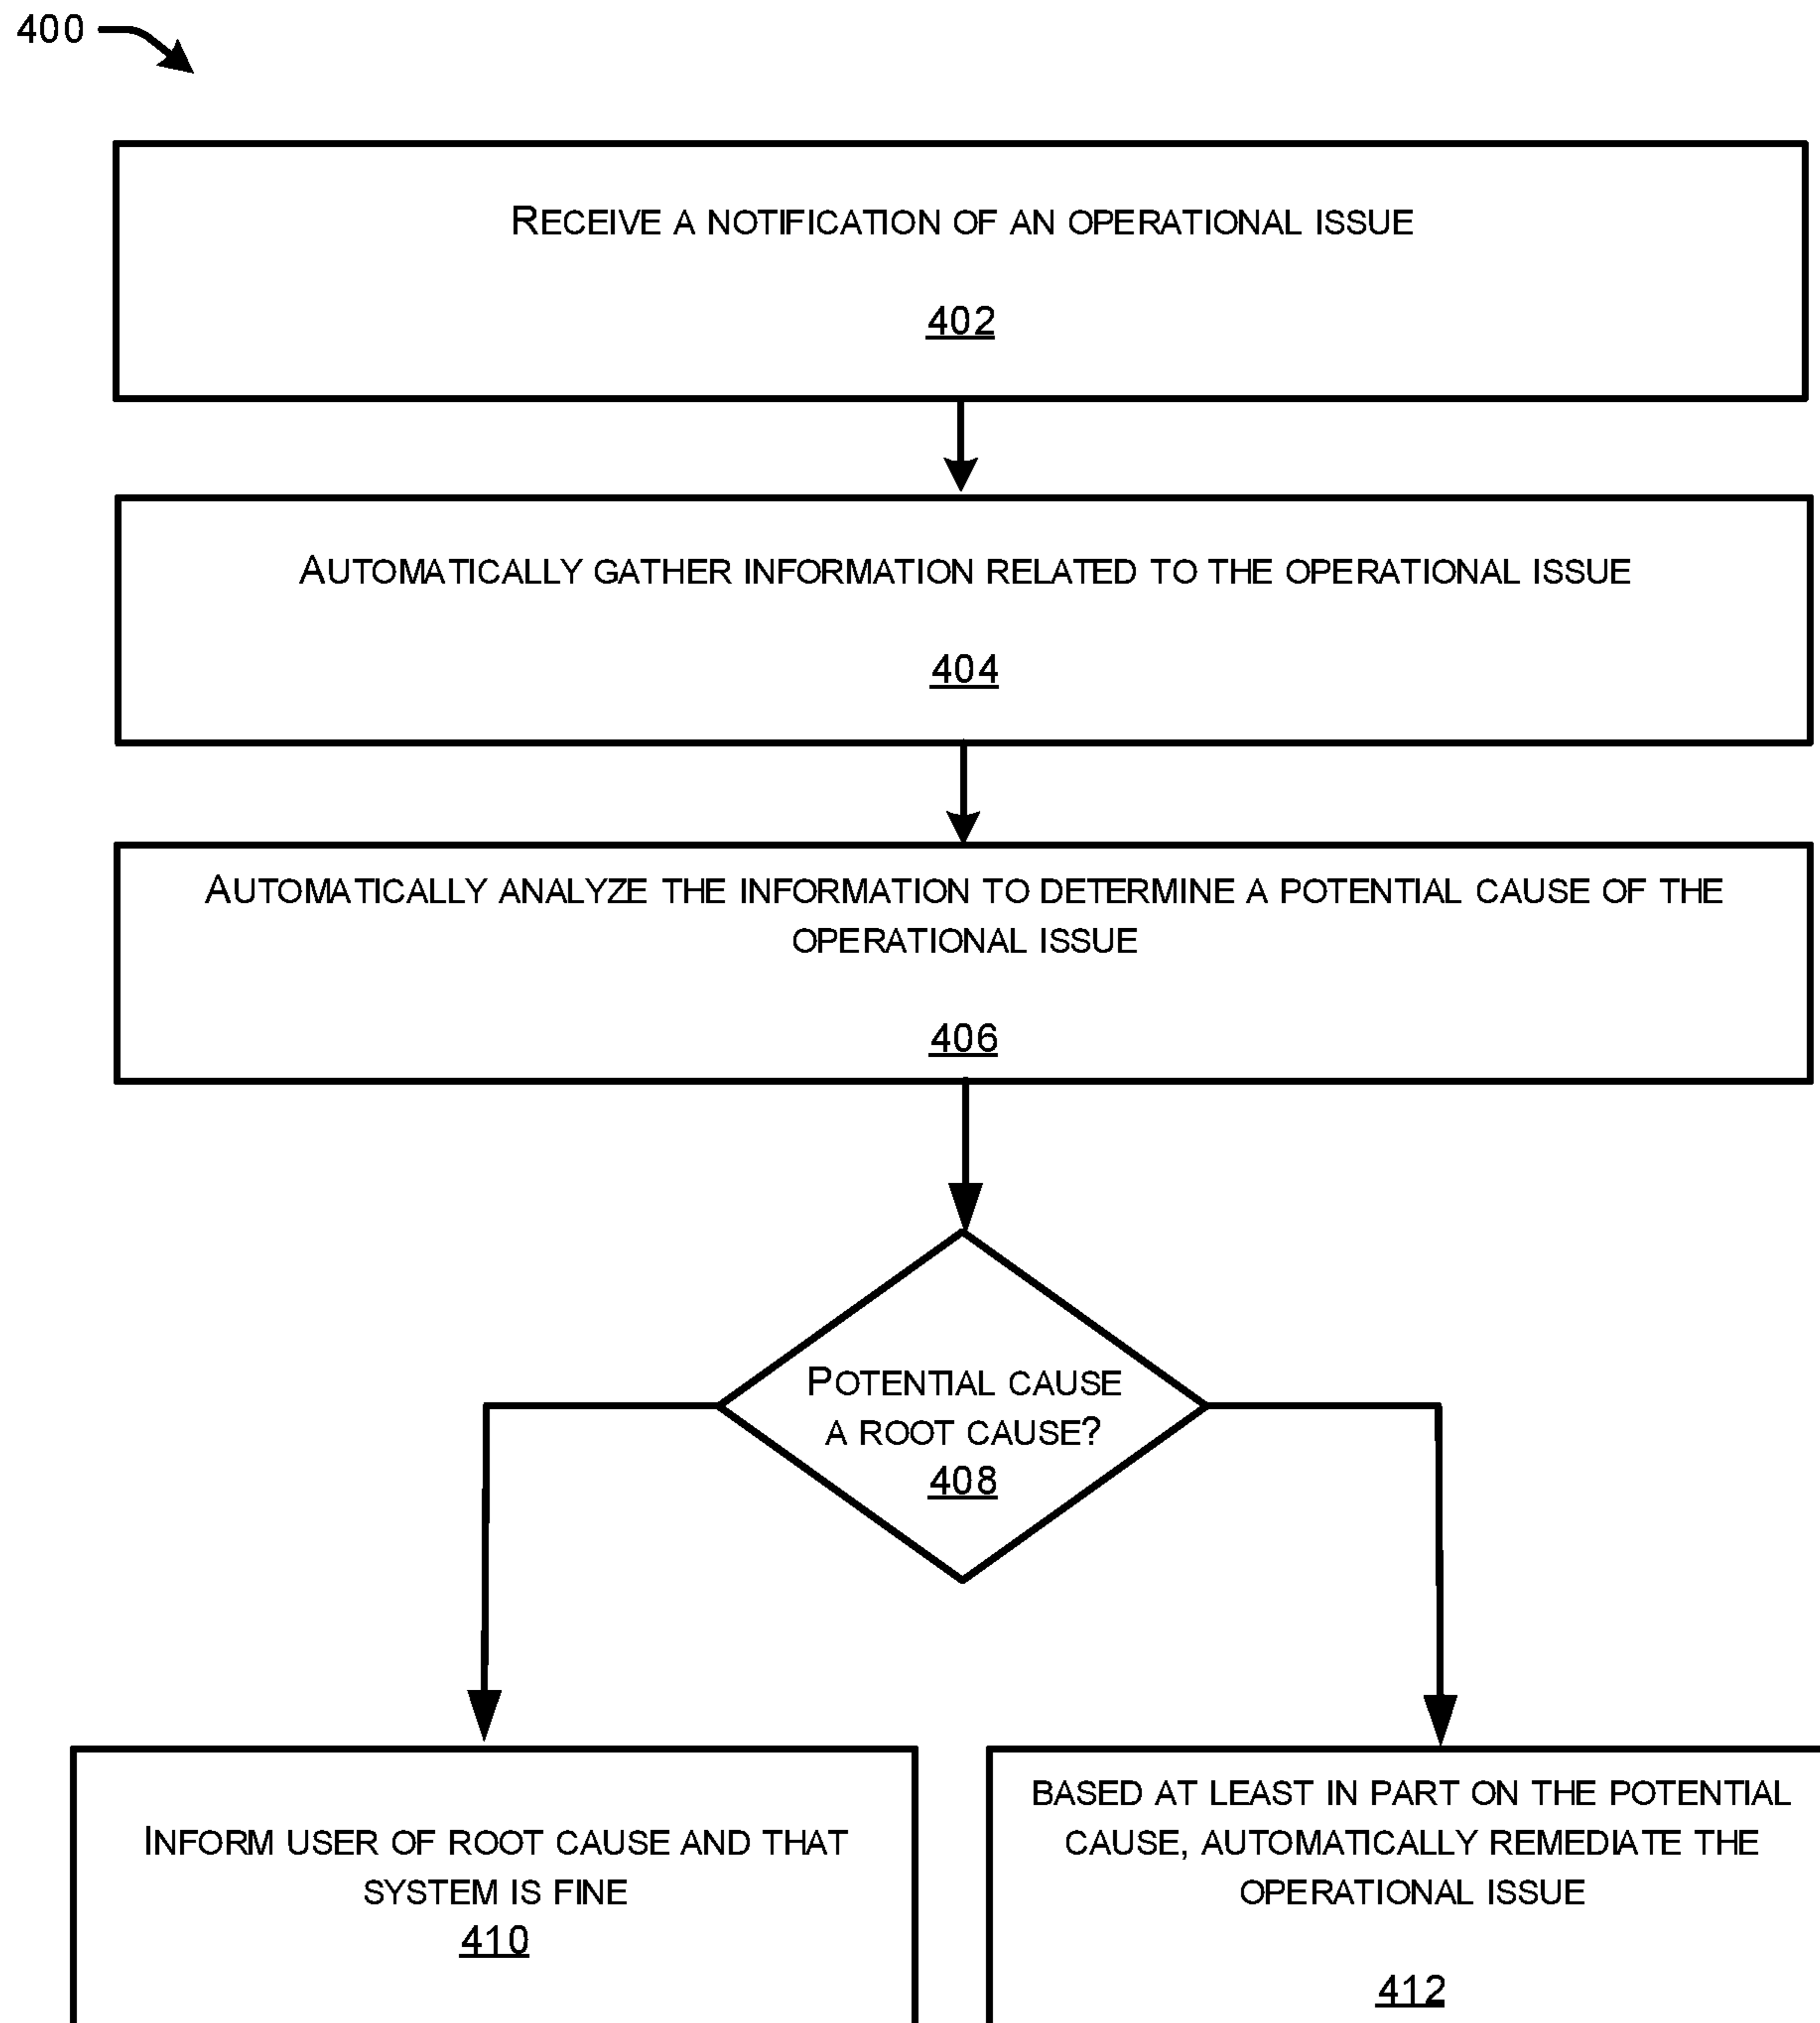 400
RECEIVE A NOTIFICATION OF AN OPERATIONAL ISSUE
402
AUTOMATICALLY GATHER INFORMATION RELATED TO THE OPERATIONAL ISSUE
404
AUTOMATICALLY ANALYZE THE INFORMATION TO DETERMINE A POTENTIAL CAUSE OF THE
OPERATIONAL ISSUE
406
POTENTIAL CAUSE
A ROOT CAUSE?
408
INFORM USER OF ROOT CAUSE AND THAT
SYSTEM IS FINE
410
BASED AT LEAST IN PART ON THE POTENTIAL
CAUSE, AUTOMATICALLY REMEDIATE THE
OPERATIONAL ISSUE
412